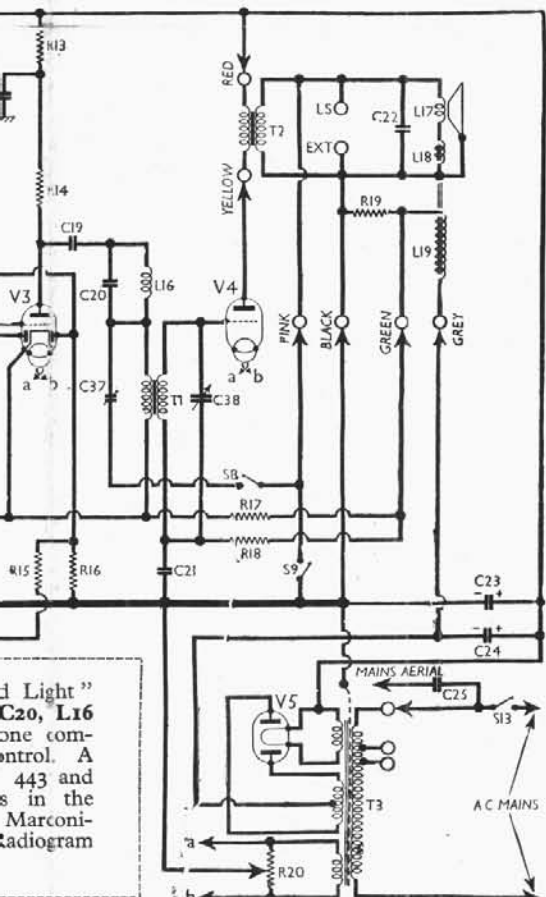 R13
RED
LS
C22
L17
T2
EXT
L18
R14
YELLOW
R19
C19
L19
C20
L16
V3
V4
PINK
BLACK
GREEN
GREY
a b
a b
C37
T1
C38
S8
R17
R18
R15
R16
C21
S9
C23
- +
- +
C24
MAINS AERIAL
C25
d Light"
C20, L16
one com-
ntrol. A
443 and
s in the
Marconi-
Radiogram
V5
S13
T3
A C MAINS
a
R20
b